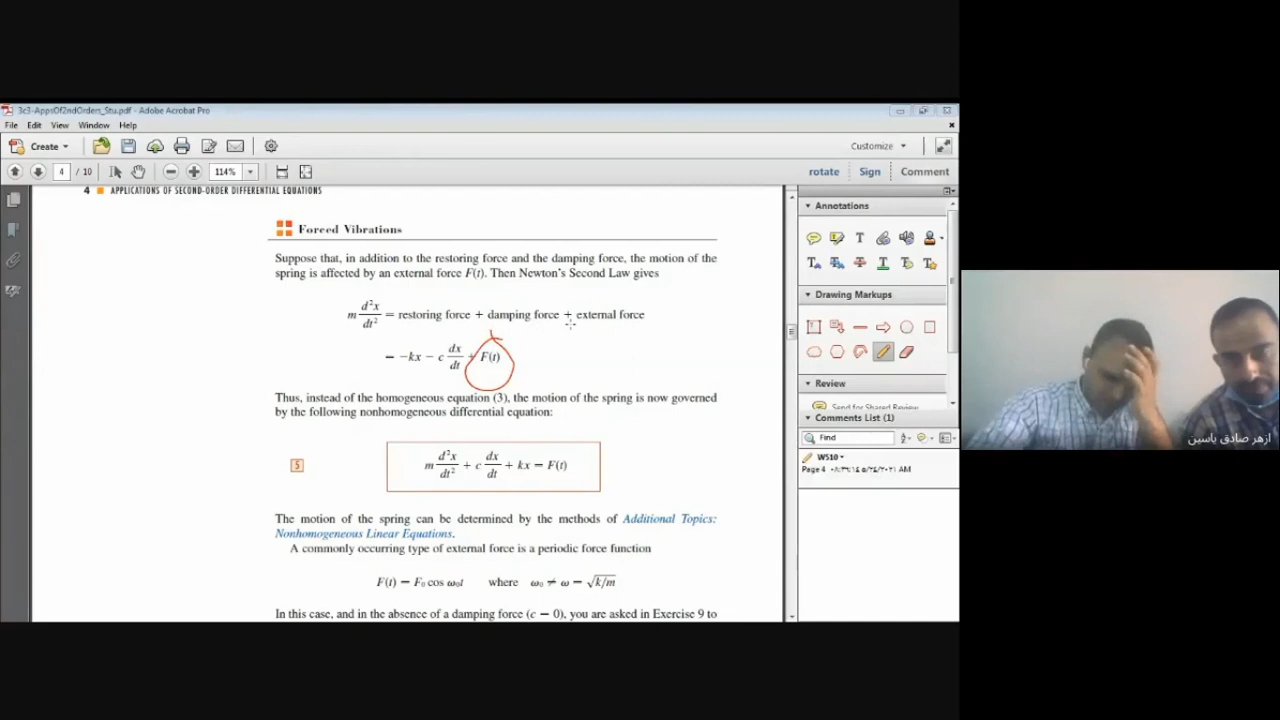 3c3-AppsOf2ndOrders_Stu.pdf - Adobe Acrobat Pro
File Edit View Window Help
Create
Customize
4 / 10
114%
rotate Sign Comment
4 APPLICATIONS OF SECOND-ORDER DIFFERENTIAL EQUATIONS
Forced Vibrations
Suppose that, in addition to the restoring force and the damping force, the motion of the
spring is affected by an external force F(t). Then Newton's Second Law gives
m d²x/dt² = restoring force + damping force + external force
= −kx − c dx/dt + F(t)
Thus, instead of the homogeneous equation (3), the motion of the spring is now governed
by the following nonhomogeneous differential equation:
5 m d²x/dt² + c dx/dt + kx = F(t)
The motion of the spring can be determined by the methods of Additional Topics:
Nonhomogeneous Linear Equations.
A commonly occurring type of external force is a periodic force function
F(t) = F₀ cos ω₀t where ω₀ ≠ ω = √k/m
In this case, and in the absence of a damping force (c = 0), you are asked in Exercise 9 to
Annotations
Drawing Markups
Review
Send for Shared Review
Comments List (1)
Find
W510
Page 4
ازهر صادق ياسين